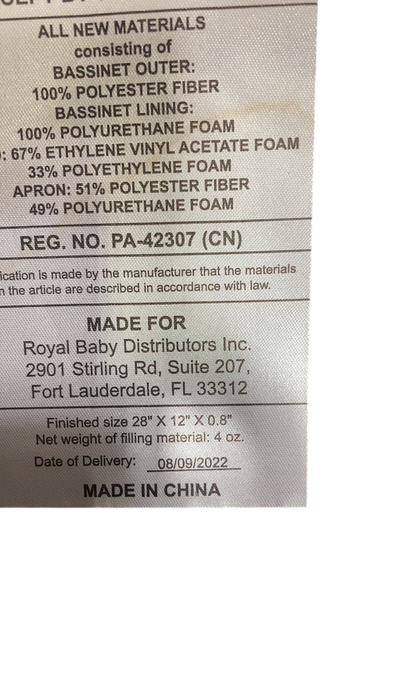 ALL NEW MATERIALS
consisting of
BASSINET OUTER:
100% POLYESTER FIBER
BASSINET LINING:
100% POLYURETHANE FOAM
: 67% ETHYLENE VINYL ACETATE FOAM
33% POLYETHYLENE FOAM
APRON: 51% POLYESTER FIBER
49% POLYURETHANE FOAM
REG. NO. PA-42307 (CN)
ication is made by the manufacturer that the materials
n the article are described in accordance with law.
MADE FOR
Royal Baby Distributors Inc.
2901 Stirling Rd, Suite 207,
Fort Lauderdale, FL 33312
Finished size 28" X 12" X 0.8"
Net weight of filling material: 4 oz.
Date of Delivery: 08/09/2022
MADE IN CHINA